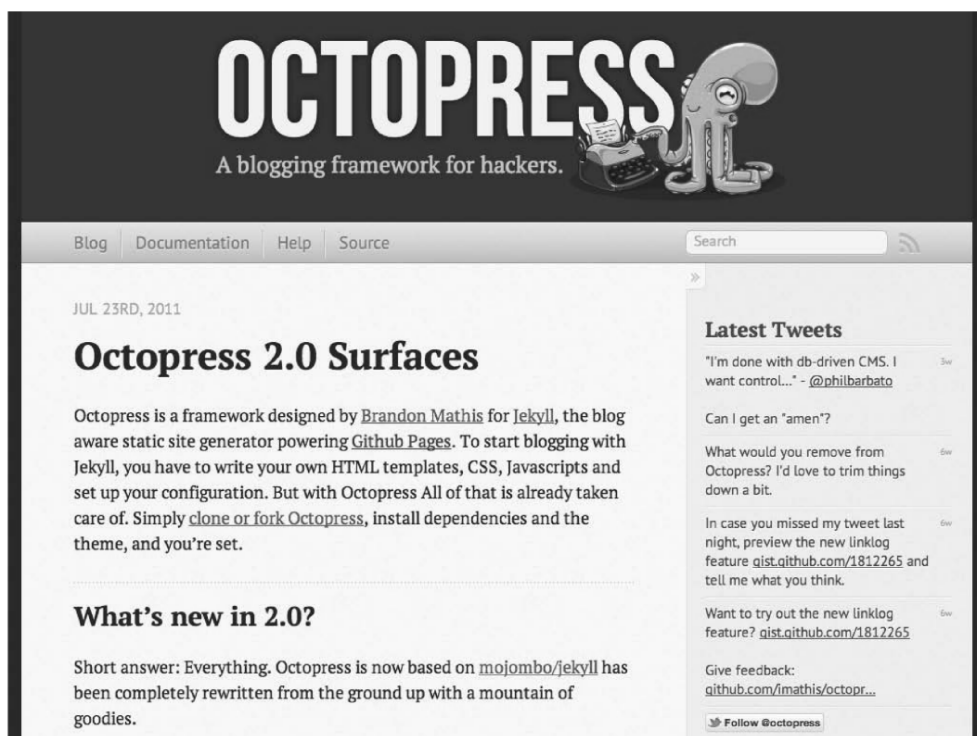 OCTOPRESS
A blogging framework for hackers.
Blog Documentation Help Source
Search
JUL 23RD, 2011
Octopress 2.0 Surfaces
Octopress is a framework designed by Brandon Mathis for Jekyll, the blog
aware static site generator powering Github Pages. To start blogging with
Jekyll, you have to write your own HTML templates, CSS, Javascripts and
set up your configuration. But with Octopress All of that is already taken
care of. Simply clone or fork Octopress, install dependencies and the
theme, and you're set.
What's new in 2.0?
Short answer: Everything. Octopress is now based on mojombo/jekyll has
been completely rewritten from the ground up with a mountain of
goodies.
»
Latest Tweets
"I'm done with db-driven CMS. I 3w
want control..." - @philbarbato
Can I get an "amen"?
What would you remove from 6w
Octopress? I'd love to trim things
down a bit.
In case you missed my tweet last 6w
night, preview the new linklog
feature gist.github.com/1812265 and
tell me what you think.
Want to try out the new linklog 6w
feature? gist.github.com/1812265
Give feedback:
github.com/imathis/octopr...
Follow @octopress